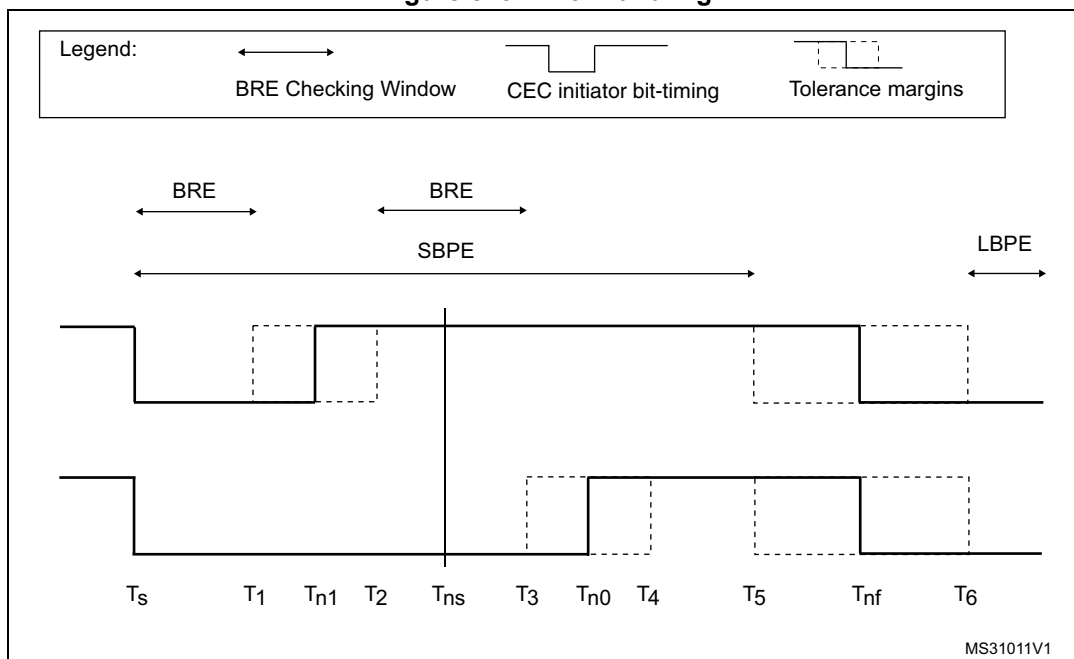 Legend:
BRE Checking Window
CEC initiator bit-timing
Tolerance margins
BRE
BRE
SBPE
LBPE
Ts
T1
Tn1
T2
Tns
T3
Tn0
T4
T5
Tnf
T6
MS31011V1